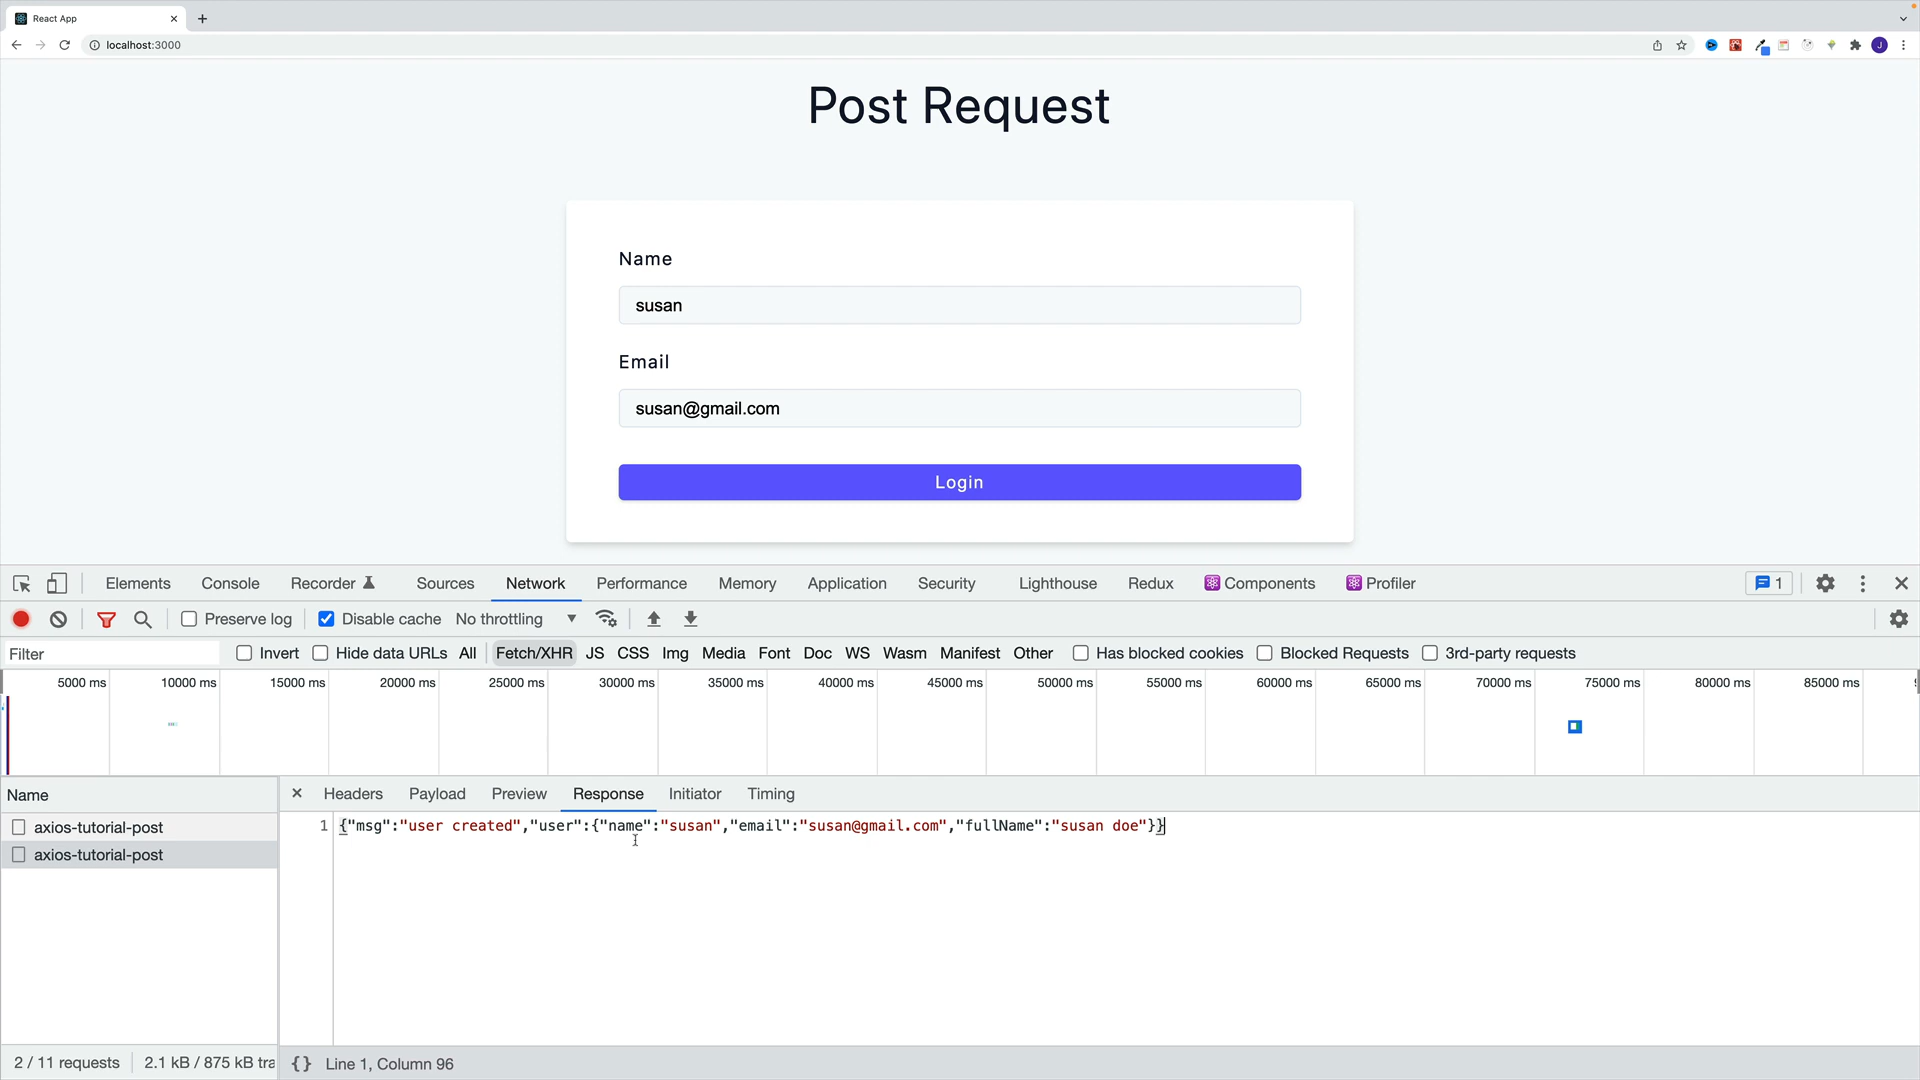 React App
localhost:3000
J
Post Request
Name
susan
Email
susan@gmail.com
Login
Elements Console Recorder Sources Network Performance Memory Application Security Lighthouse Redux Components Profiler 1
Preserve log Disable cache No throttling
Filter Invert Hide data URLs All Fetch/XHR JS CSS Img Media Font Doc WS Wasm Manifest Other Has blocked cookies Blocked Requests 3rd-party requests
5000 ms 10000 ms 15000 ms 20000 ms 25000 ms 30000 ms 35000 ms 40000 ms 45000 ms 50000 ms 55000 ms 60000 ms 65000 ms 70000 ms 75000 ms 80000 ms 85000 ms
Name Headers Payload Preview Response Initiator Timing
axios-tutorial-post
axios-tutorial-post
1 {"msg":"user created","user":{"name":"susan","email":"susan@gmail.com","fullName":"susan doe"}}
2 / 11 requests 2.1 kB / 875 kB tra {} Line 1, Column 96